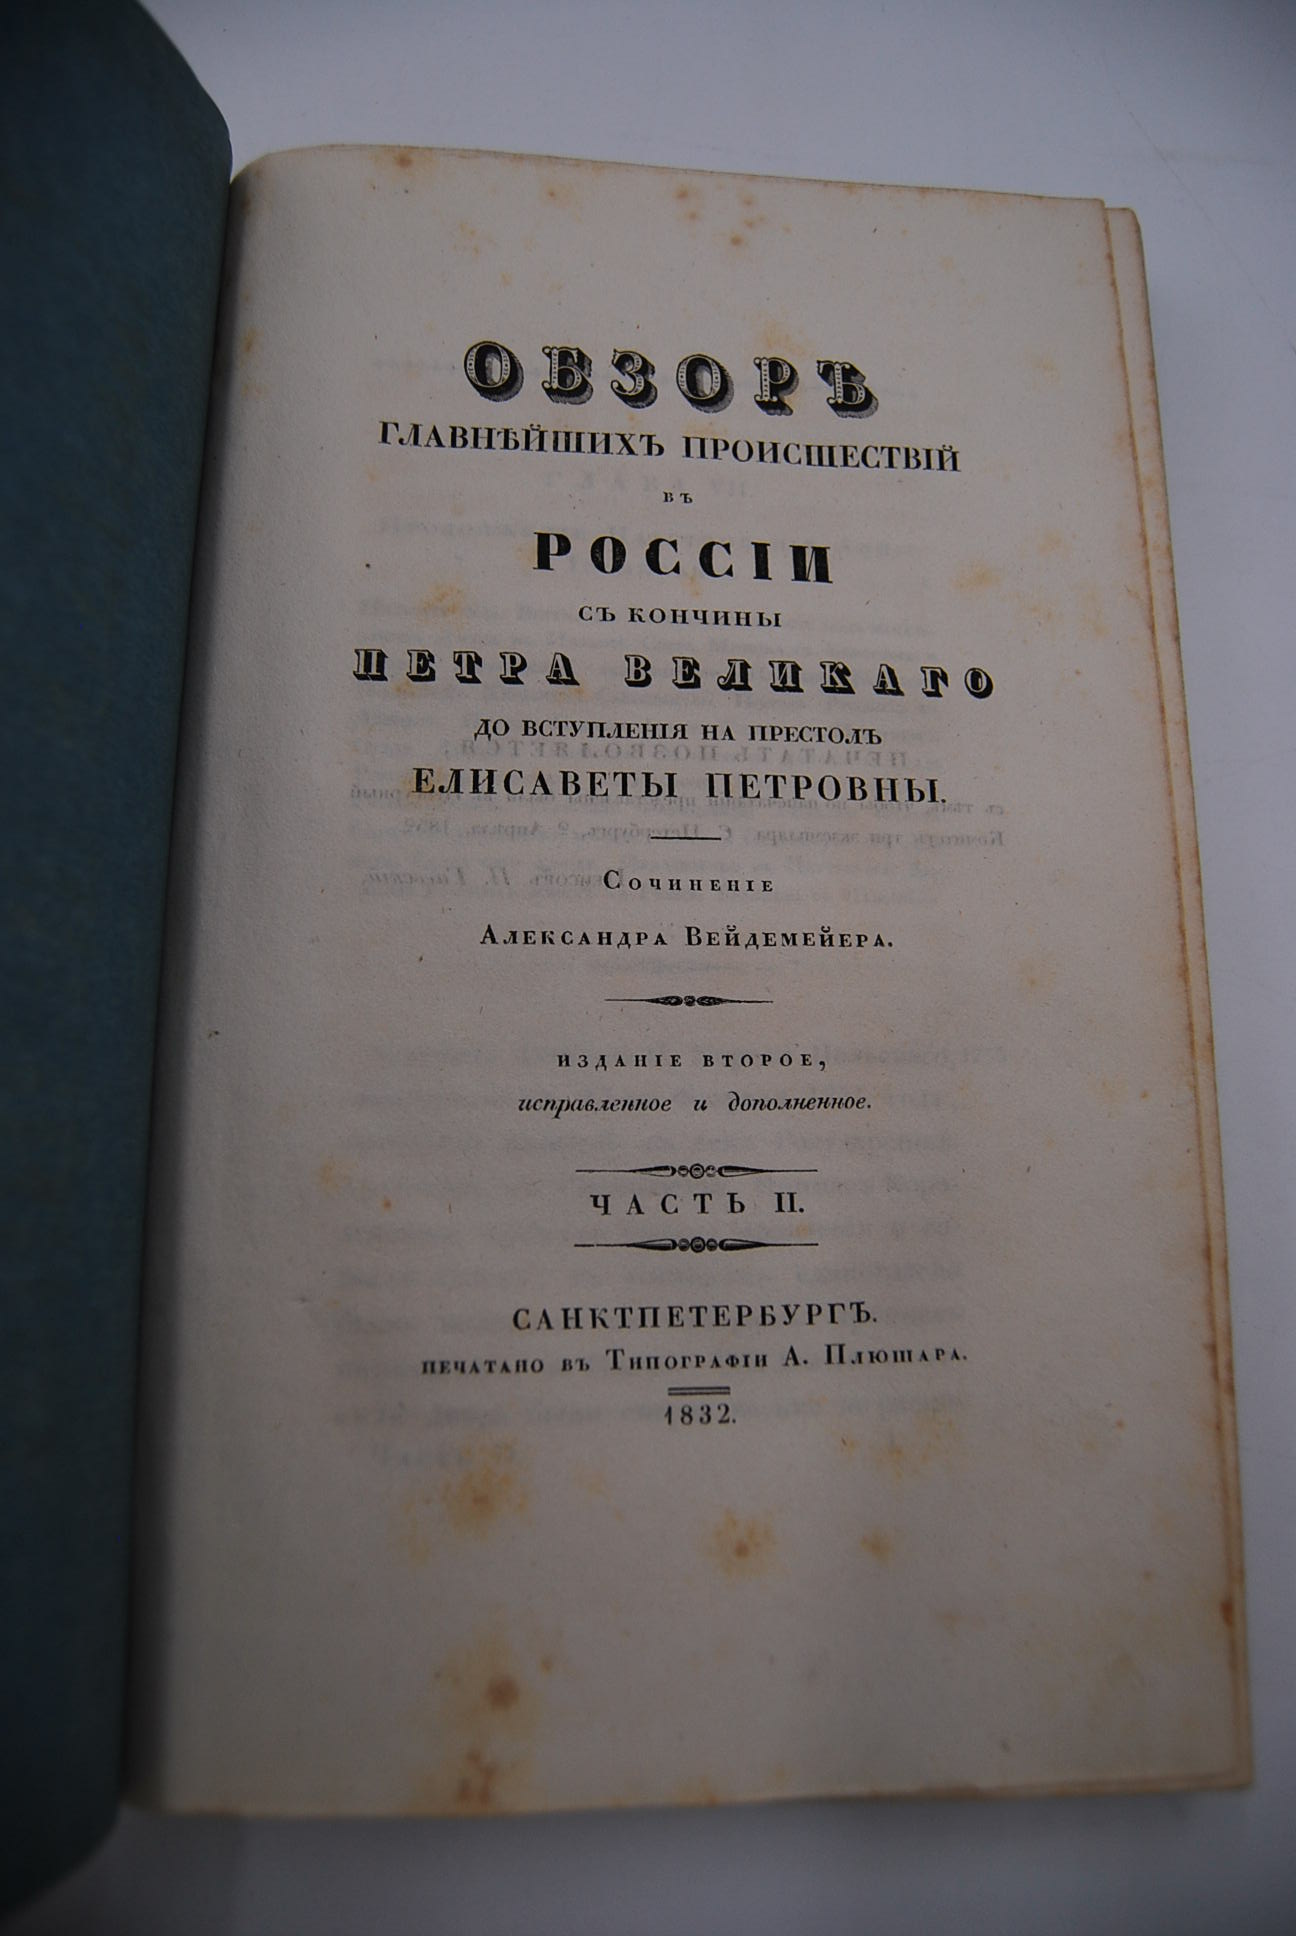 ОБЗОРЪ
ГЛАВНѢЙШИХЪ ПРОИСШЕСТВІЙ
ВЪ
РОССІИ
СЪ КОНЧИНЫ
ПЕТРА ВЕЛИКАГО
ДО ВСТУПЛЕНІЯ НА ПРЕСТОЛЪ
ЕЛИСАВЕТЫ ПЕТРОВНЫ.
Сочиненіе
Александра Вейдемейера.
ИЗДАНІЕ ВТОРОЕ,
исправленное и дополненное.
ЧАСТЬ II.
САНКТПЕТЕРБУРГЪ.
печатано въ Типографіи А. Плюшара.
1832.